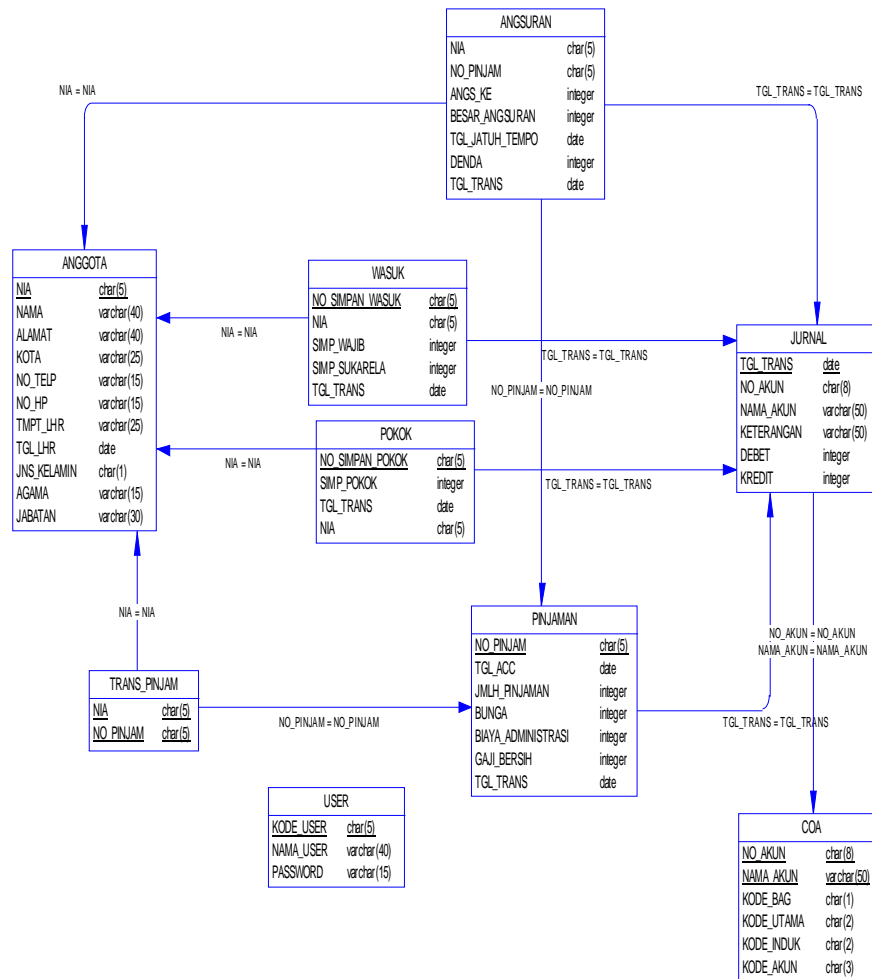 ANGSURAN
NIA char(5)
NO_PINJAM char(5)
ANGS_KE integer
BESAR_ANGSURAN integer
TGL_JATUH_TEMPO date
DENDA integer
TGL_TRANS date
NIA = NIA
TGL_TRANS = TGL_TRANS
ANGGOTA
NIA char(5)
NAMA varchar(40)
ALAMAT varchar(40)
KOTA varchar(25)
NO_TELP varchar(15)
NO_HP varchar(15)
TMPT_LHR varchar(25)
TGL_LHR date
JNS_KELAMIN char(1)
AGAMA varchar(15)
JABATAN varchar(30)
NIA = NIA
WASUK
NO_SIMPAN_WASUK char(5)
NIA char(5)
SIMP_WAJIB integer
SIMP_SUKARELA integer
TGL_TRANS date
TGL_TRANS = TGL_TRANS
NO_PINJAM = NO_PINJAM
JURNAL
TGL_TRANS date
NO_AKUN char(8)
NAMA_AKUN varchar(50)
KETERANGAN varchar(50)
DEBET integer
KREDIT integer
NIA = NIA
POKOK
NO_SIMPAN_POKOK char(5)
SIMP_POKOK integer
TGL_TRANS date
NIA char(5)
TGL_TRANS = TGL_TRANS
NIA = NIA
PINJAMAN
NO_PINJAM char(5)
TGL_ACC date
JMLH_PINJAMAN integer
BUNGA integer
BIAYA_ADMINISTRASI integer
GAJI_BERSIH integer
TGL_TRANS date
NO_AKUN = NO_AKUN
NAMA_AKUN = NAMA_AKUN
TRANS_PINJAM
NIA char(5)
NO_PINJAM char(5)
NO_PINJAM = NO_PINJAM
TGL_TRANS = TGL_TRANS
USER
KODE_USER char(5)
NAMA_USER varchar(40)
PASSWORD varchar(15)
COA
NO_AKUN char(8)
NAMA_AKUN varchar(50)
KODE_BAG char(1)
KODE_UTAMA char(2)
KODE_INDUK char(2)
KODE_AKUN char(3)